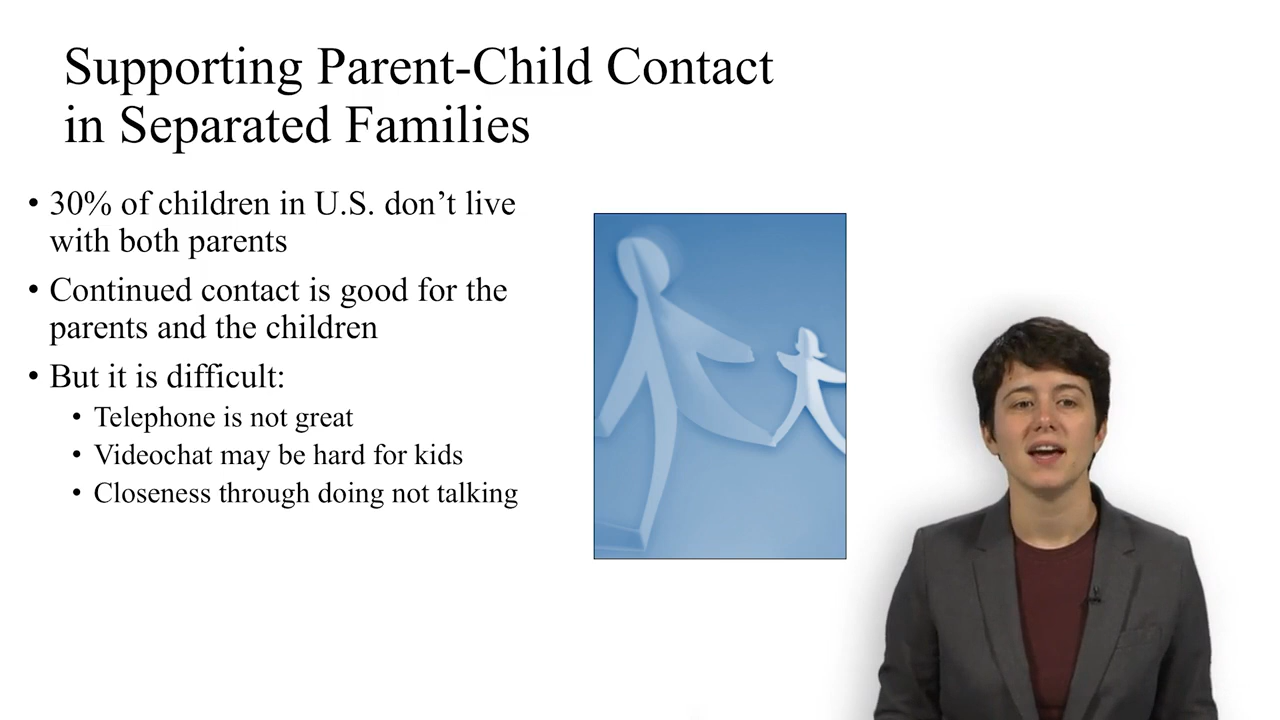 Supporting Parent-Child Contact
in Separated Families
• 30% of children in U.S. don’t live
with both parents
• Continued contact is good for the
parents and the children
• But it is difficult:
• Telephone is not great
• Videochat may be hard for kids
• Closeness through doing not talking